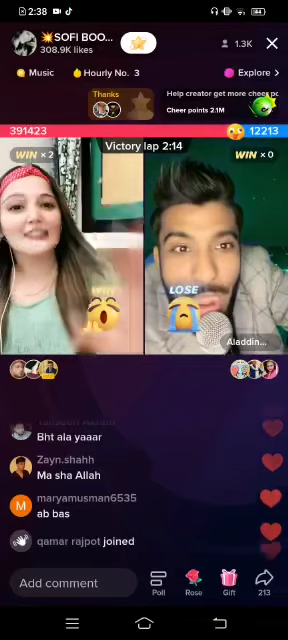 2:38
💥SOFI BOO...
308.9K likes
1.3K
Music
Hourly No. 3
Explore >
Thanks
Help creator get more cheer pc
Cheer points 2.1M
391423
12213
WIN × 2
Victory lap 2:14
WIN × 0
WIN
LOSE
Aladdin...
Bht ala yaaar
Zayn.shahh
Ma sha Allah
M
maryamusman6535
ab bas
qamar rajpot joined
Add comment
Poll
Rose
Gift
213